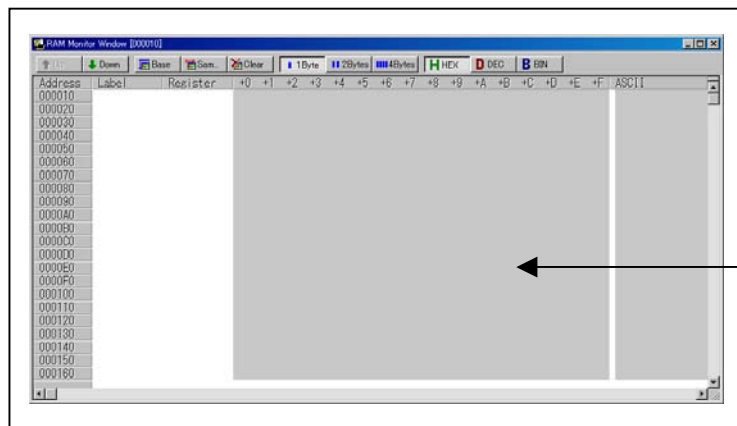 RAM Monitor Window [000010]
Up Down Base Sam.. Clear 1Byte 2Bytes 4Bytes H HEX D DEC B BIN
Address Label Register +0 +1 +2 +3 +4 +5 +6 +7 +8 +9 +A +B +C +D +E +F ASCII
000010
000020
000030
000040
000050
000060
000070
000080
000090
0000A0
0000B0
0000C0
0000D0
0000E0
0000F0
000100
000110
000120
000130
000140
000150
000160